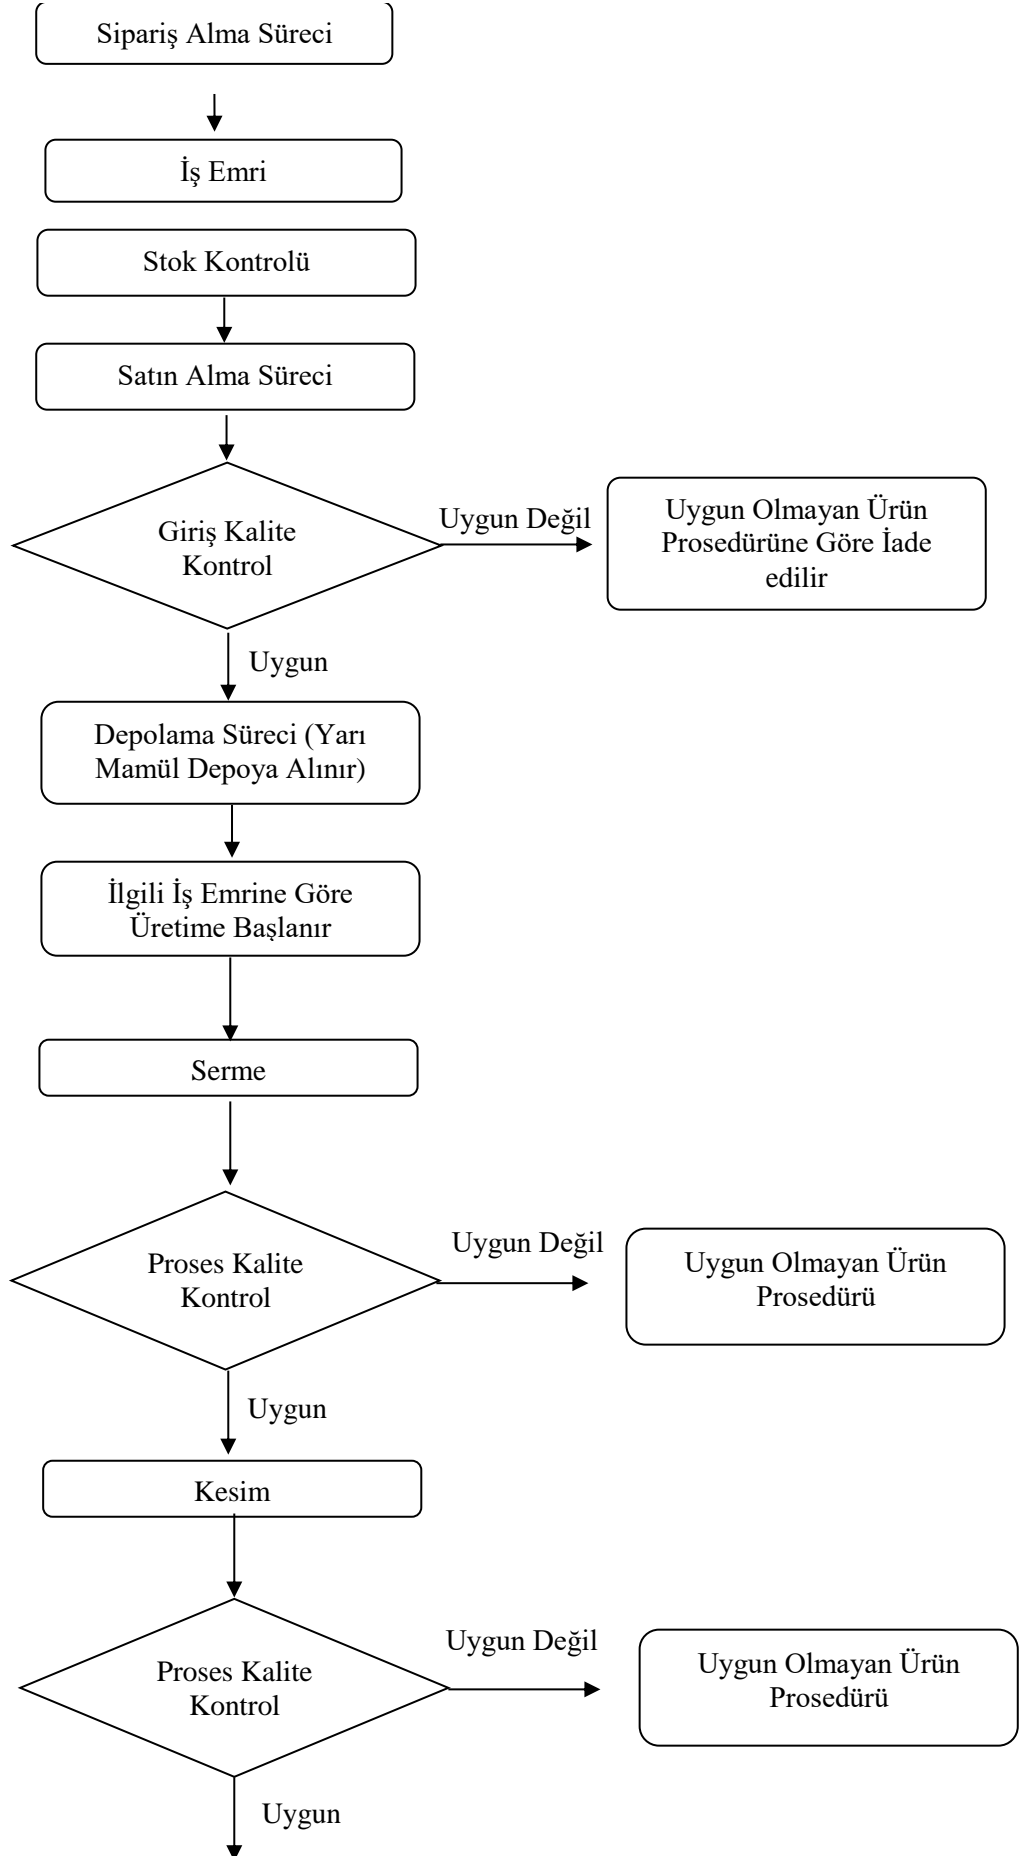 Sipariş Alma Süreci
İş Emri
Stok Kontrolü
Satın Alma Süreci
Giriş Kalite
Kontrol
Uygun Değil
Uygun Olmayan Ürün
Prosedürüne Göre İade
edilir
Uygun
Depolama Süreci (Yarı
Mamül Depoya Alınır)
İlgili İş Emrine Göre
Üretime Başlanır
Serme
Proses Kalite
Kontrol
Uygun Değil
Uygun Olmayan Ürün
Prosedürü
Uygun
Kesim
Proses Kalite
Kontrol
Uygun Değil
Uygun Olmayan Ürün
Prosedürü
Uygun